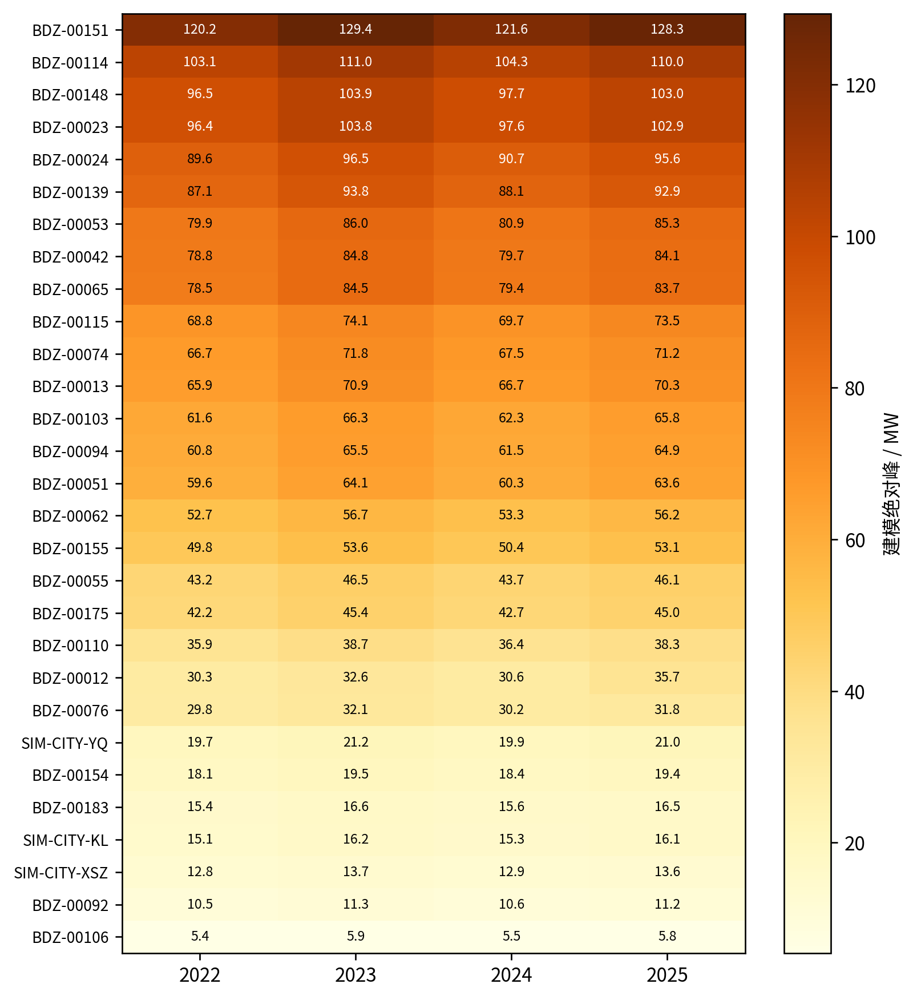 BDZ-00151 120.2 129.4 121.6 128.3
BDZ-00114 103.1 111.0 104.3 110.0
BDZ-00148 96.5 103.9 97.7 103.0
BDZ-00023 96.4 103.8 97.6 102.9
BDZ-00024 89.6 96.5 90.7 95.6
BDZ-00139 87.1 93.8 88.1 92.9
BDZ-00053 79.9 86.0 80.9 85.3
BDZ-00042 78.8 84.8 79.7 84.1
BDZ-00065 78.5 84.5 79.4 83.7
BDZ-00115 68.8 74.1 69.7 73.5
BDZ-00074 66.7 71.8 67.5 71.2
BDZ-00013 65.9 70.9 66.7 70.3
BDZ-00103 61.6 66.3 62.3 65.8
BDZ-00094 60.8 65.5 61.5 64.9
BDZ-00051 59.6 64.1 60.3 63.6
BDZ-00062 52.7 56.7 53.3 56.2
BDZ-00155 49.8 53.6 50.4 53.1
BDZ-00055 43.2 46.5 43.7 46.1
BDZ-00175 42.2 45.4 42.7 45.0
BDZ-00110 35.9 38.7 36.4 38.3
BDZ-00012 30.3 32.6 30.6 35.7
BDZ-00076 29.8 32.1 30.2 31.8
SIM-CITY-YQ 19.7 21.2 19.9 21.0
BDZ-00154 18.1 19.5 18.4 19.4
BDZ-00183 15.4 16.6 15.6 16.5
SIM-CITY-KL 15.1 16.2 15.3 16.1
SIM-CITY-XSZ 12.8 13.7 12.9 13.6
BDZ-00092 10.5 11.3 10.6 11.2
BDZ-00106 5.4 5.9 5.5 5.8
2022 2023 2024 2025
120
100
80
60
40
20
建模绝对峰 / MW